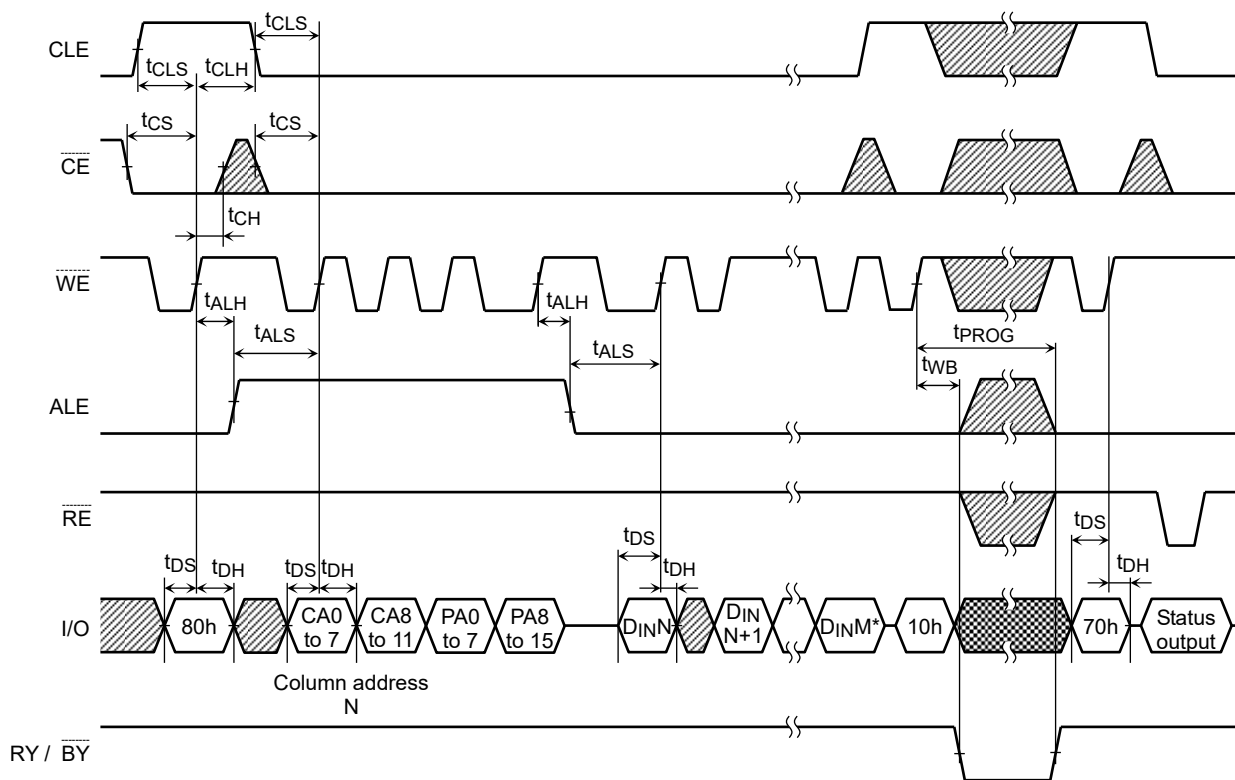 CLE
tCLS
tCLS
tCLH
CE
tCS
tCS
tCH
WE
tALH
tALS
tALH
tALS
tPROG
tWB
ALE
RE
tDS
tDH
tDS
tDH
tDS
tDH
tDS
tDH
I/O
80h
CA0
to 7
CA8
to 11
PA0
to 7
PA8
to 15
DINN
DIN
N+1
DINM*
10h
70h
Status
output
Column address
N
RY / BY